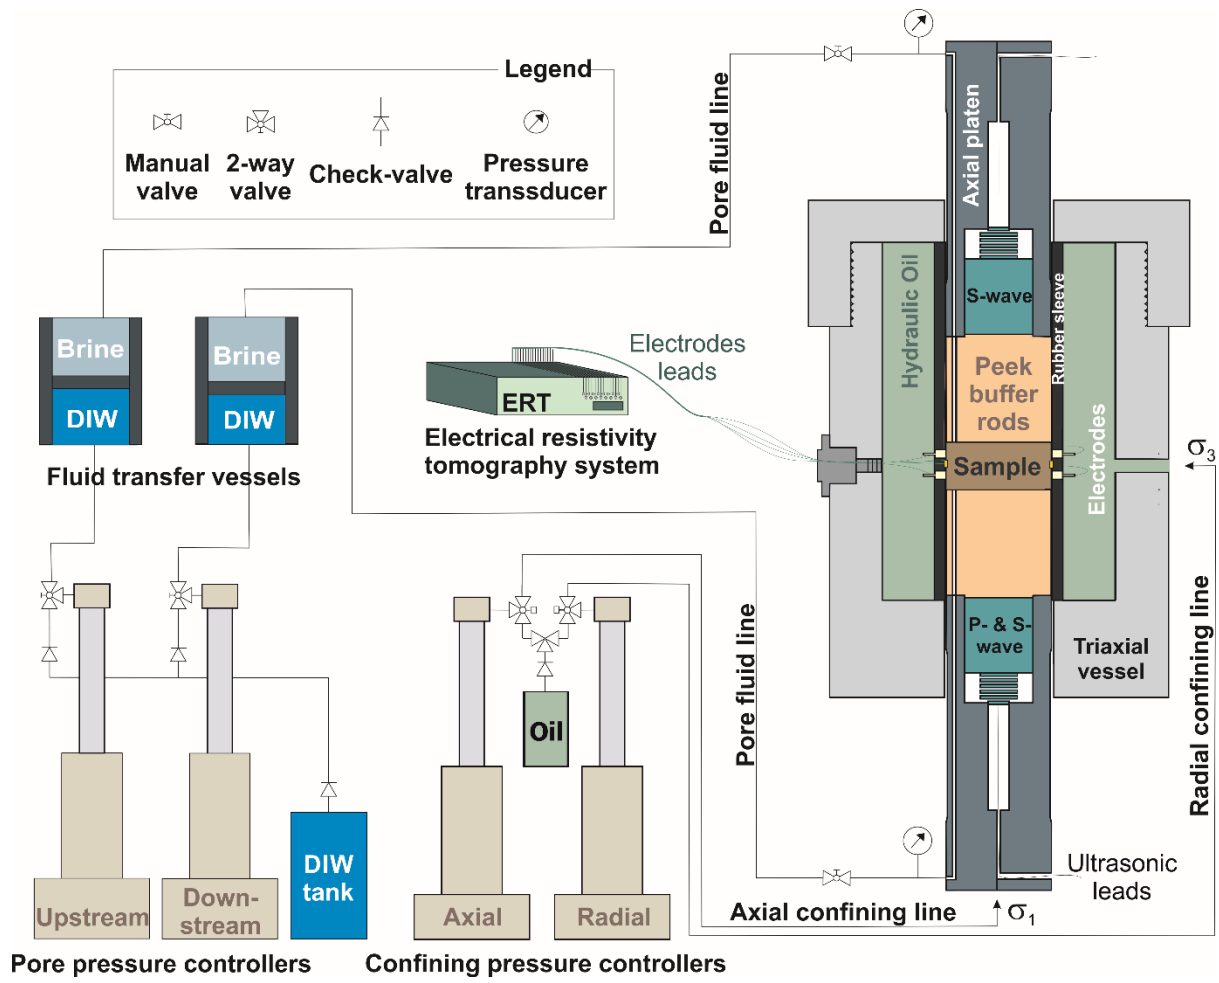 Legend
Manual
valve
2-way
valve
Check-valve
Pressure
transsducer
Pore fluid line
Axial platen
Hydraulic Oil
S-wave
Rubber sleeve
Peek
buffer
rods
Brine
DIW
Brine
DIW
Fluid transfer vessels
Electrodes
leads
ERT
Electrical resistivity
tomography system
Sample
Electrodes
σ3
P- & S-
wave
Triaxial
vessel
Radial confining line
Pore fluid line
Oil
DIW
tank
Upstream
Down-
stream
Axial
Radial
Ultrasonic
leads
Axial confining line
σ1
Pore pressure controllers
Confining pressure controllers